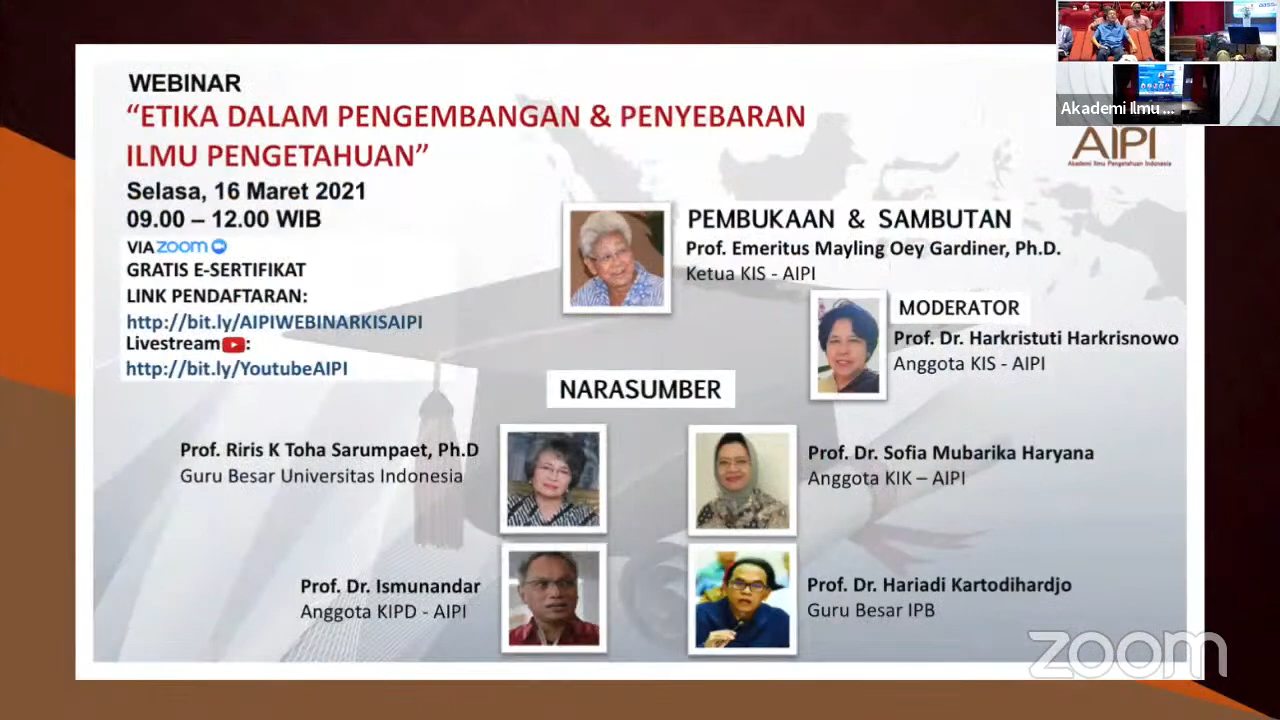 WEBINAR
“ETIKA DALAM PENGEMBANGAN & PENYEBARAN
ILMU PENGETAHUAN”
Selasa, 16 Maret 2021
09.00 – 12.00 WIB
VIA zoom
GRATIS E-SERTIFIKAT
LINK PENDAFTARAN:
http://bit.ly/AIPIWEBINARKISAIPI
Livestream :
http://bit.ly/YoutubeAIPI
Akademi Ilmu ...
AIPI
Akademi Ilmu Pengetahuan Indonesia
PEMBUKAAN & SAMBUTAN
Prof. Emeritus Mayling Oey Gardiner, Ph.D.
Ketua KIS - AIPI
MODERATOR
Prof. Dr. Harkristuti Harkrisnowo
Anggota KIS - AIPI
NARASUMBER
Prof. Riris K Toha Sarumpaet, Ph.D
Guru Besar Universitas Indonesia
Prof. Dr. Sofia Mubarika Haryana
Anggota KIK – AIPI
Prof. Dr. Ismunandar
Anggota KIPD - AIPI
Prof. Dr. Hariadi Kartodihardjo
Guru Besar IPB
zoom